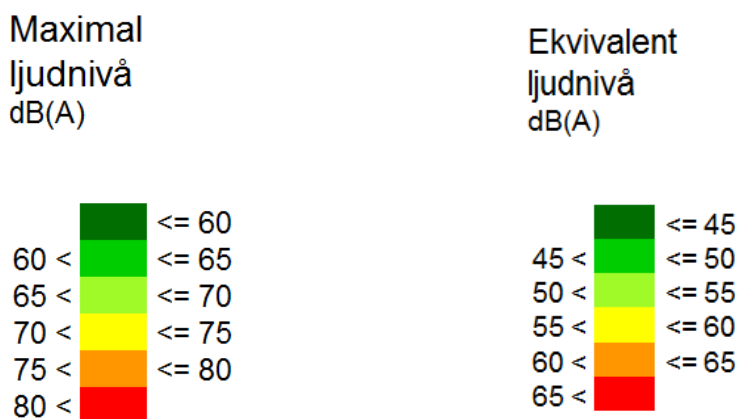 Maximal
ljudnivå
dB(A)
<= 60
60 < <= 65
65 < <= 70
70 < <= 75
75 < <= 80
80 <
Ekvivalent
ljudnivå
dB(A)
<= 45
45 < <= 50
50 < <= 55
55 < <= 60
60 < <= 65
65 <